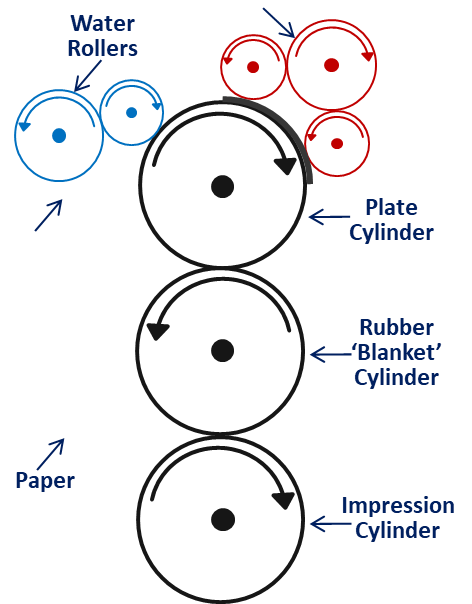 Water
Rollers
Plate
Cylinder
Rubber
‘Blanket’
Cylinder
Paper
Impression
Cylinder